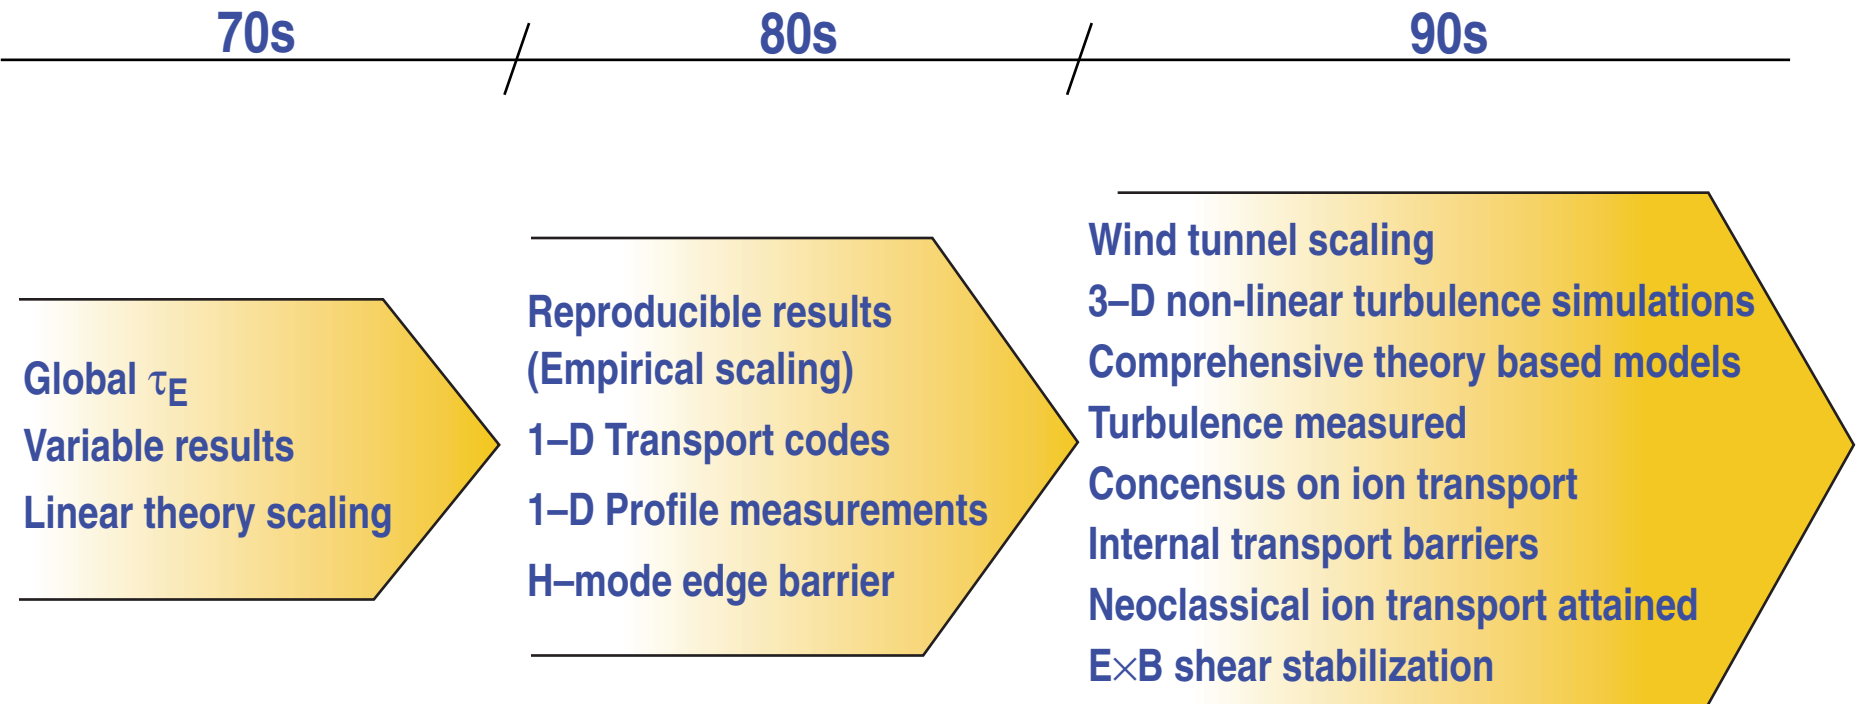 70s
80s
90s
Global τE
Variable results
Linear theory scaling
Reproducible results
(Empirical scaling)
1–D Transport codes
1–D Profile measurements
H–mode edge barrier
Wind tunnel scaling
3–D non-linear turbulence simulations
Comprehensive theory based models
Turbulence measured
Concensus on ion transport
Internal transport barriers
Neoclassical ion transport attained
E×B shear stabilization